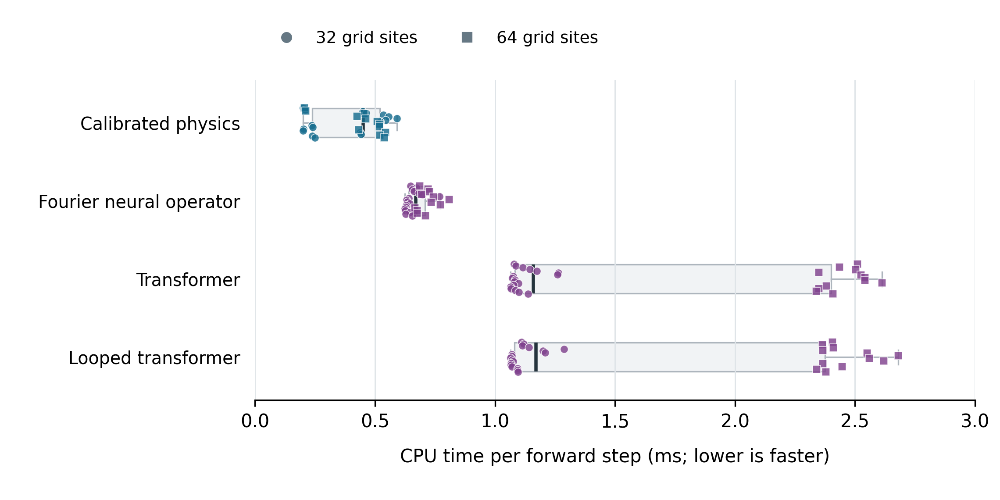 32 grid sites 64 grid sites
Calibrated physics
Fourier neural operator
Transformer
Looped transformer
0.0 0.5 1.0 1.5 2.0 2.5 3.0
CPU time per forward step (ms; lower is faster)